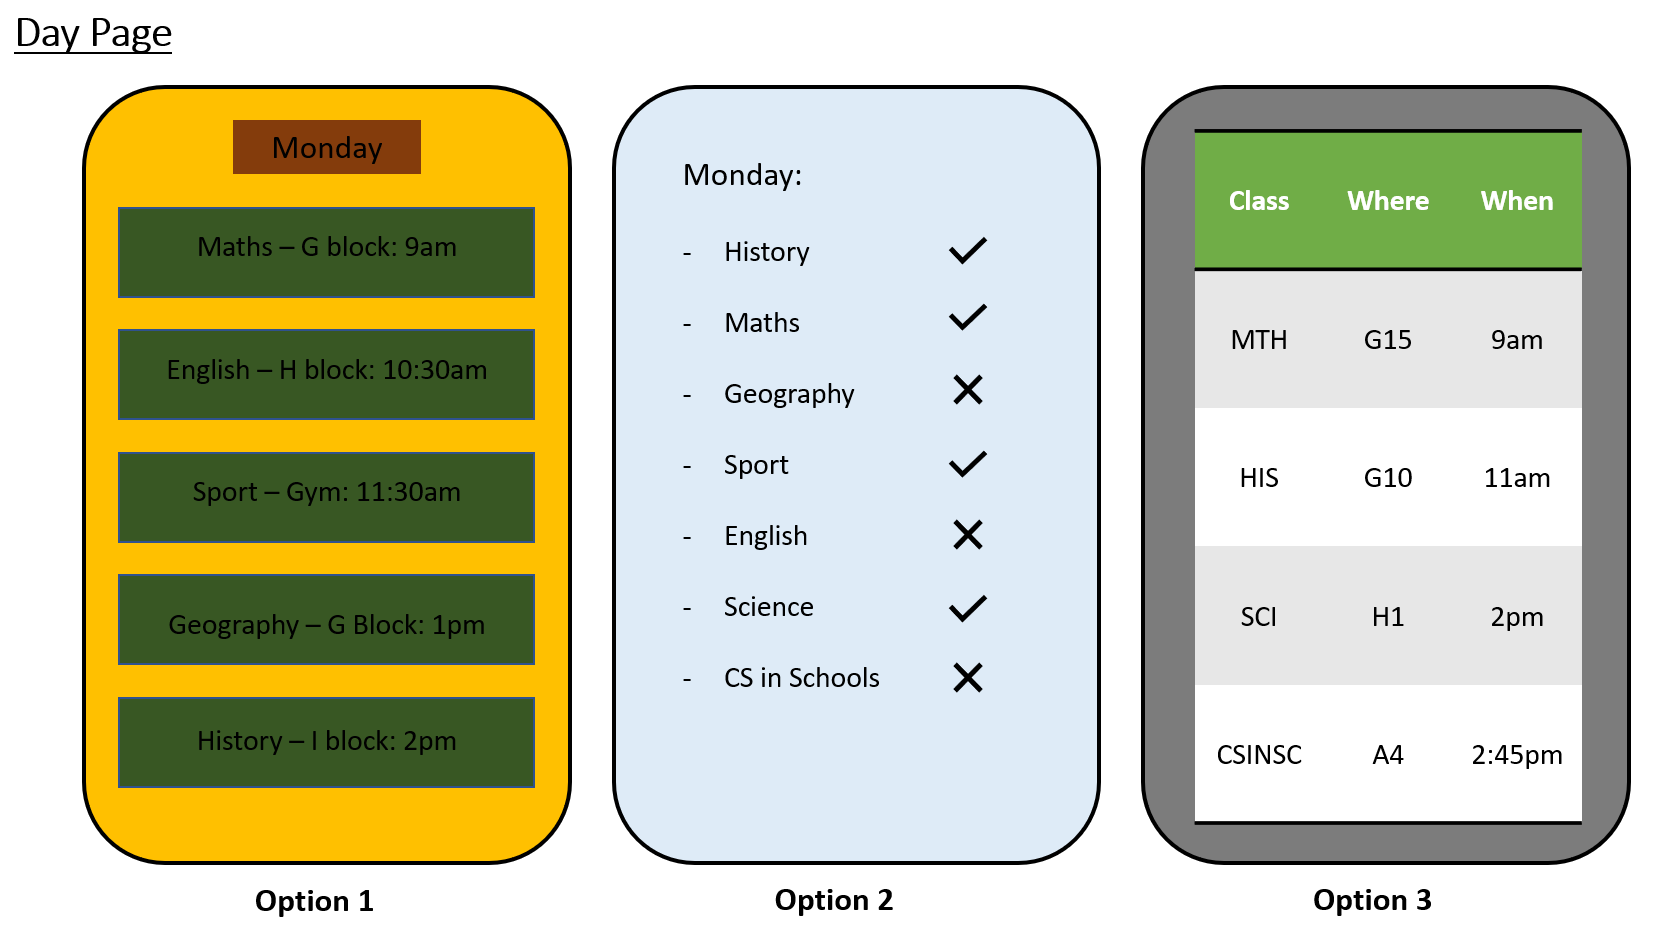 Day Page
Monday
Maths – G block: 9am
English – H block: 10:30am
Sport – Gym: 11:30am
Geography – G Block: 1pm
History – I block: 2pm
Option 1
Monday:
- History ✓
- Maths ✓
- Geography ✕
- Sport ✓
- English ✕
- Science ✓
- CS in Schools ✕
Option 2
Class Where When
MTH G15 9am
HIS G10 11am
SCI H1 2pm
CSINSC A4 2:45pm
Option 3